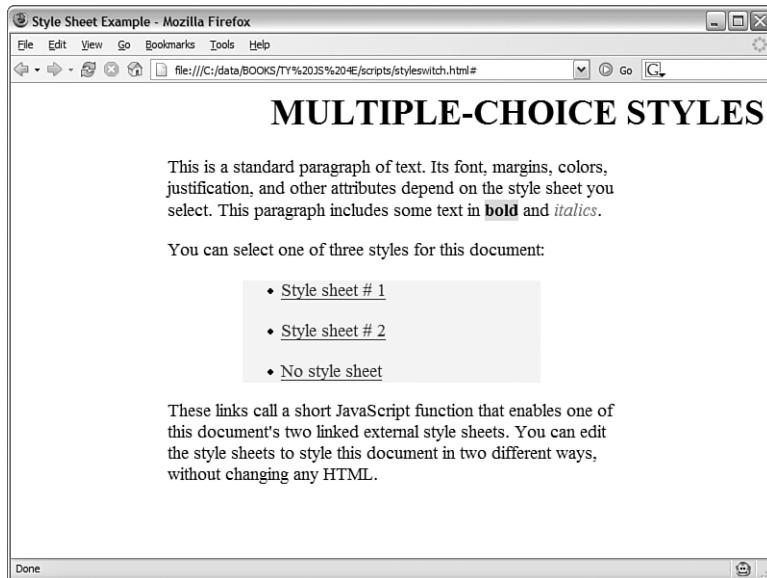 Style Sheet Example - Mozilla Firefox
File Edit View Go Bookmarks Tools Help
file:///C:/data/BOOKS/TY%20JS%204E/scripts/styleswitch.html#
Go
G
MULTIPLE-CHOICE STYLES
This is a standard paragraph of text. Its font, margins, colors,
justification, and other attributes depend on the style sheet you
select. This paragraph includes some text in bold and italics.
You can select one of three styles for this document:
• Style sheet # 1
• Style sheet # 2
• No style sheet
These links call a short JavaScript function that enables one of
this document's two linked external style sheets. You can edit
the style sheets to style this document in two different ways,
without changing any HTML.
Done